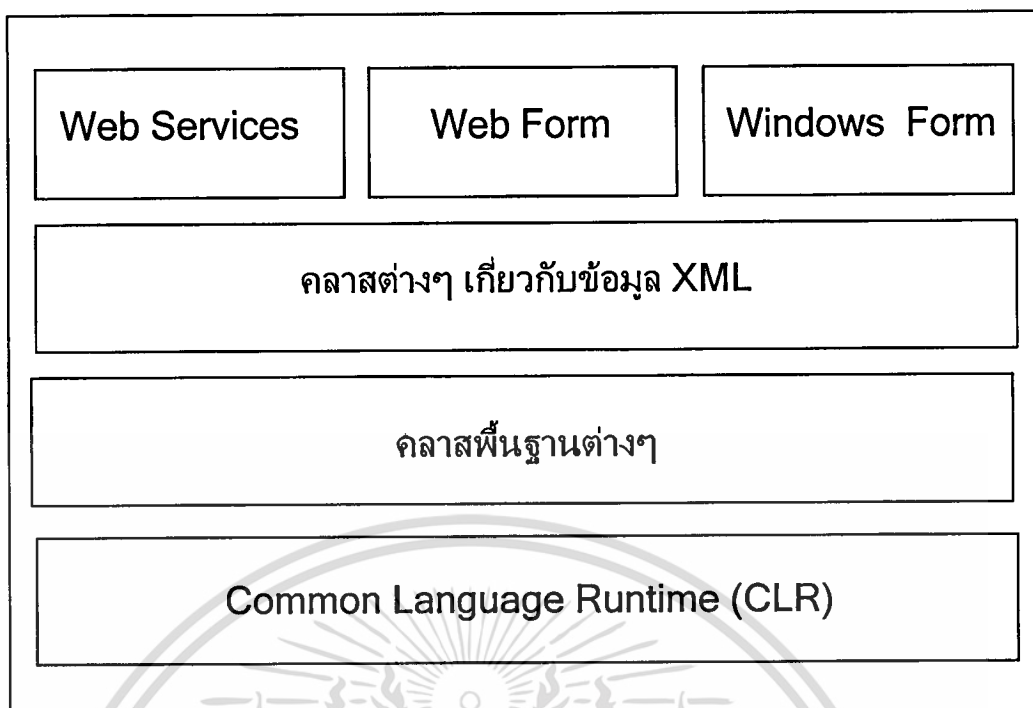 Web Services
Web Form
Windows Form
คลาสต่างๆ เกี่ยวกับข้อมูล XML
คลาสพื้นฐานต่างๆ
Common Language Runtime (CLR)